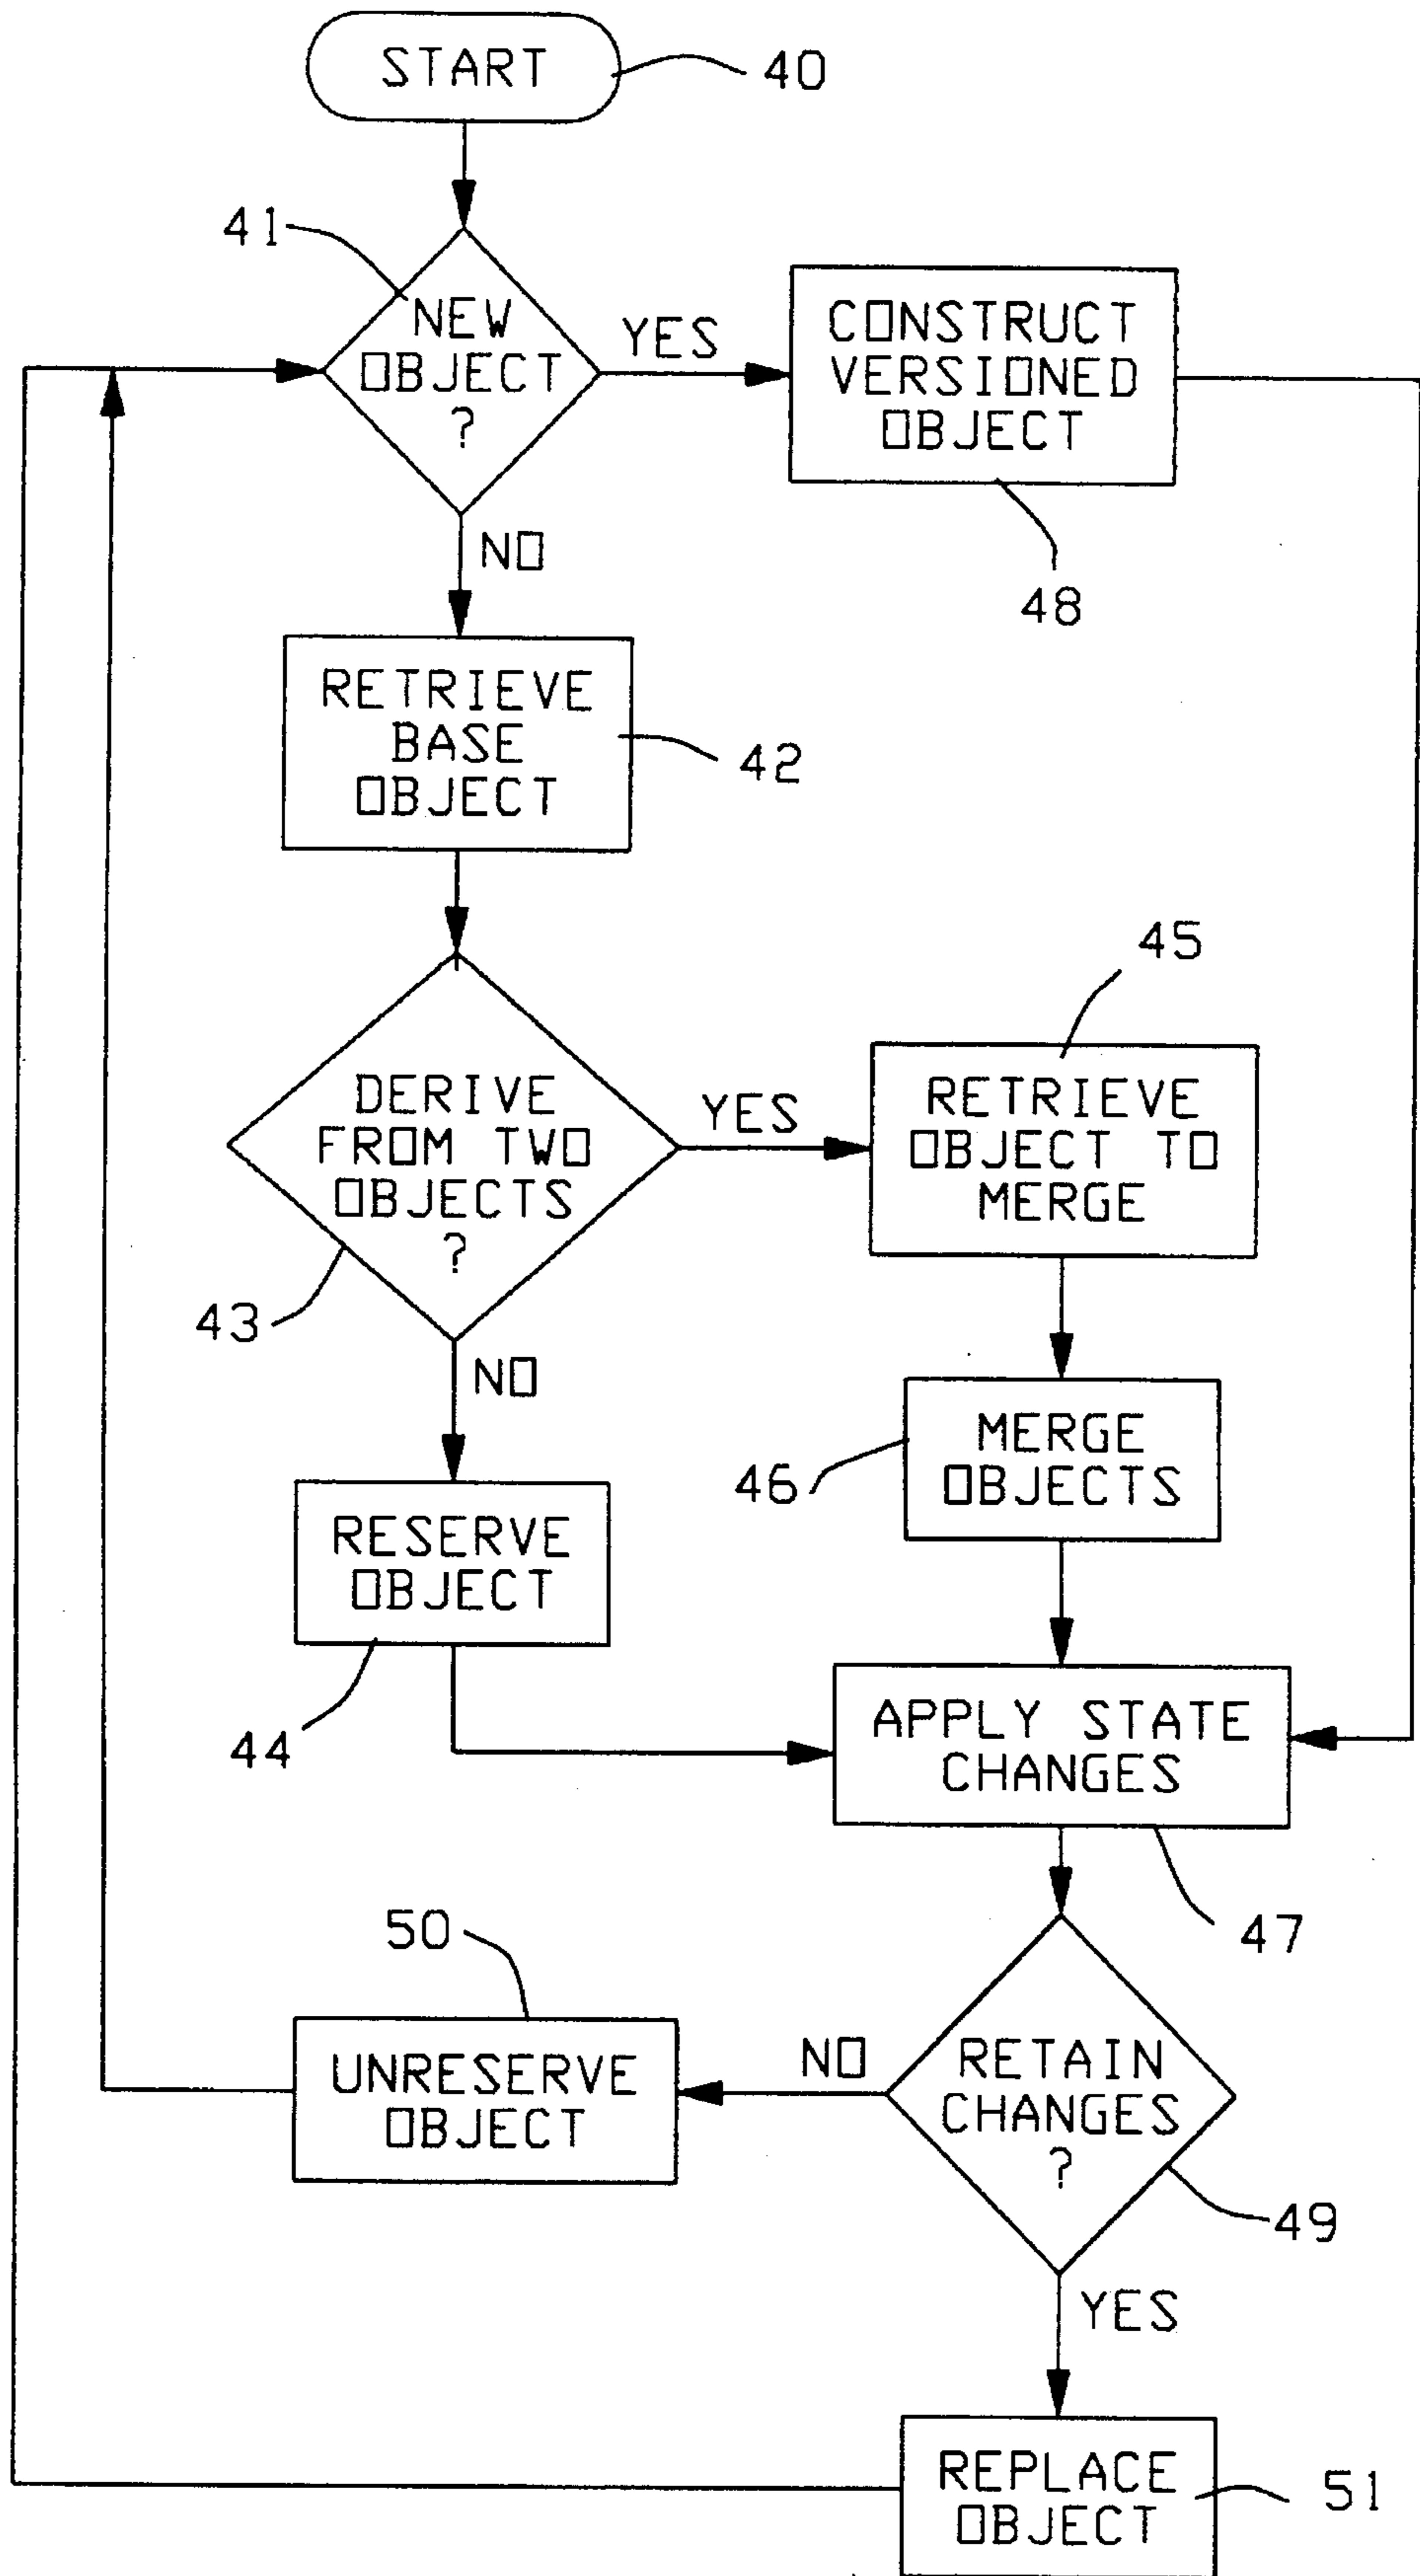 START
40
41
NEW
OBJECT
?
YES
CONSTRUCT
VERSIONED
OBJECT
48
NO
RETRIEVE
BASE
OBJECT
42
DERIVE
FROM TWO
OBJECTS
?
43
YES
45
RETRIEVE
OBJECT TO
MERGE
NO
46
MERGE
OBJECTS
RESERVE
OBJECT
44
APPLY STATE
CHANGES
47
50
UNRESERVE
OBJECT
NO
RETAIN
CHANGES
?
49
YES
REPLACE
OBJECT
51